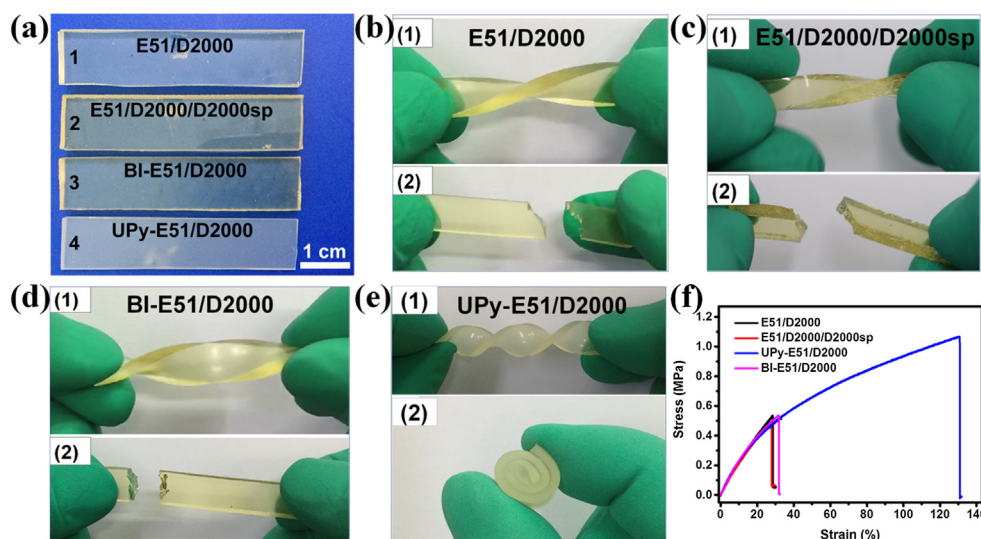 (a)
1 E51/D2000
2 E51/D2000/D2000sp
3 BI-E51/D2000
4 UPy-E51/D2000
1 cm
(b)
(1) E51/D2000
(2)
(c)
(1) E51/D2000/D2000sp
(2)
(d)
(1) BI-E51/D2000
(2)
(e)
(1) UPy-E51/D2000
(2)
(f)
E51/D2000
E51/D2000/D2000sp
UPy-E51/D2000
BI-E51/D2000
Stress (MPa)
1.2
1.0
0.8
0.6
0.4
0.2
0.0
0 20 40 60 80 100 120 140
Strain (%)